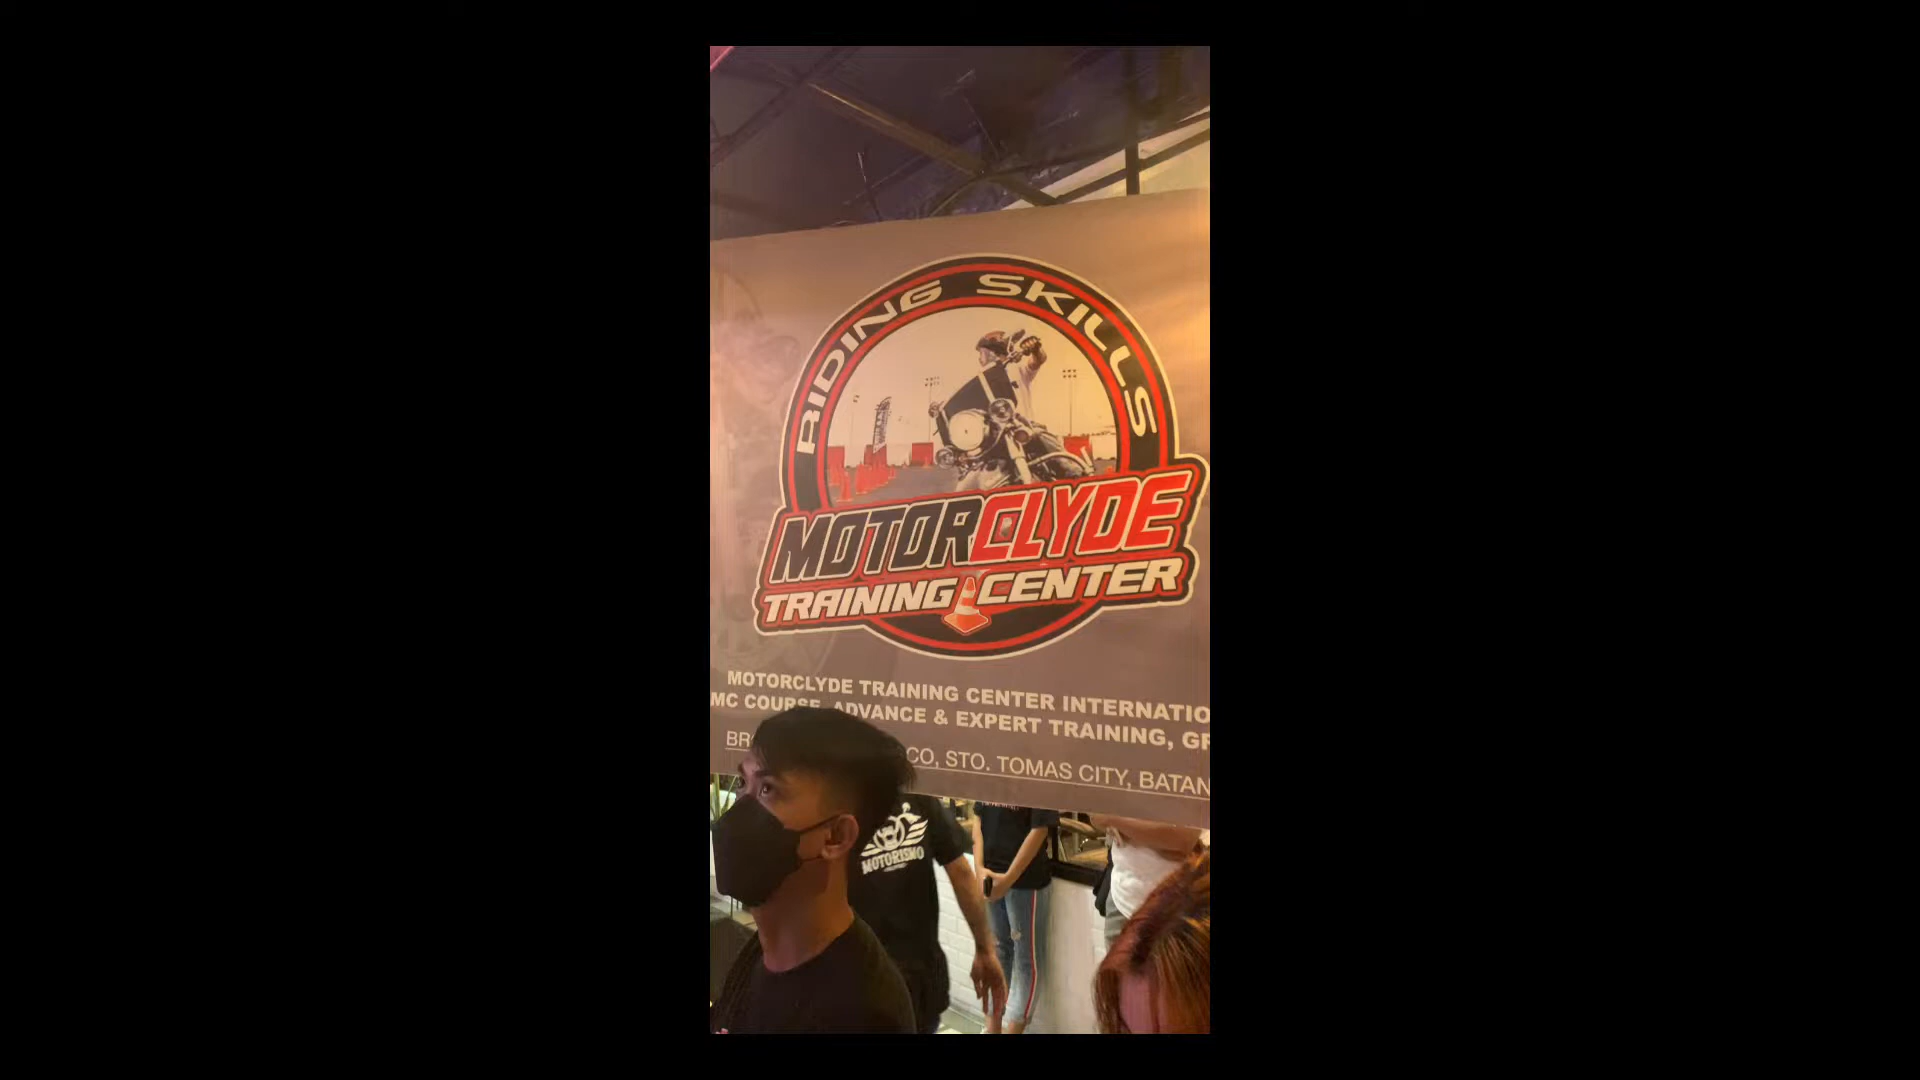 RIDING SKILLS
MOTORCLYDE
TRAINING CENTER
MOTORCLYDE TRAINING CENTER INTERNATIO
MC COURSE, ADVANCE & EXPERT TRAINING, GR
CO, STO. TOMAS CITY, BATAN
MOTORISMO